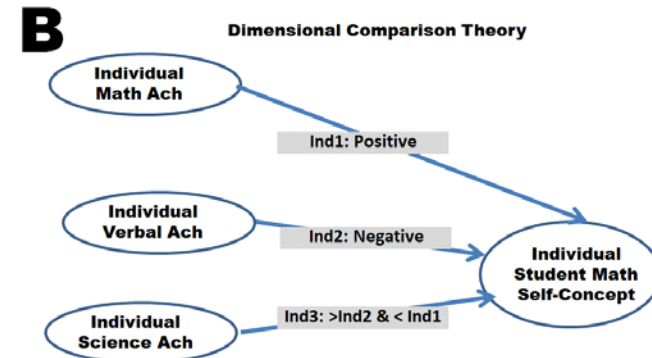 B
Dimensional Comparison Theory
Individual
Math Ach
Ind1: Positive
Individual
Verbal Ach
Ind2: Negative
Individual
Student Math
Self-Concept
Ind3: >Ind2 & < Ind1
Individual
Science Ach